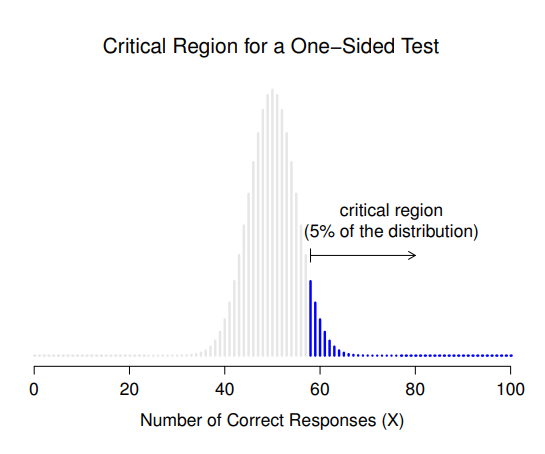 Critical Region for a One−Sided Test
critical region
(5% of the distribution)
0 20 40 60 80 100
Number of Correct Responses (X)